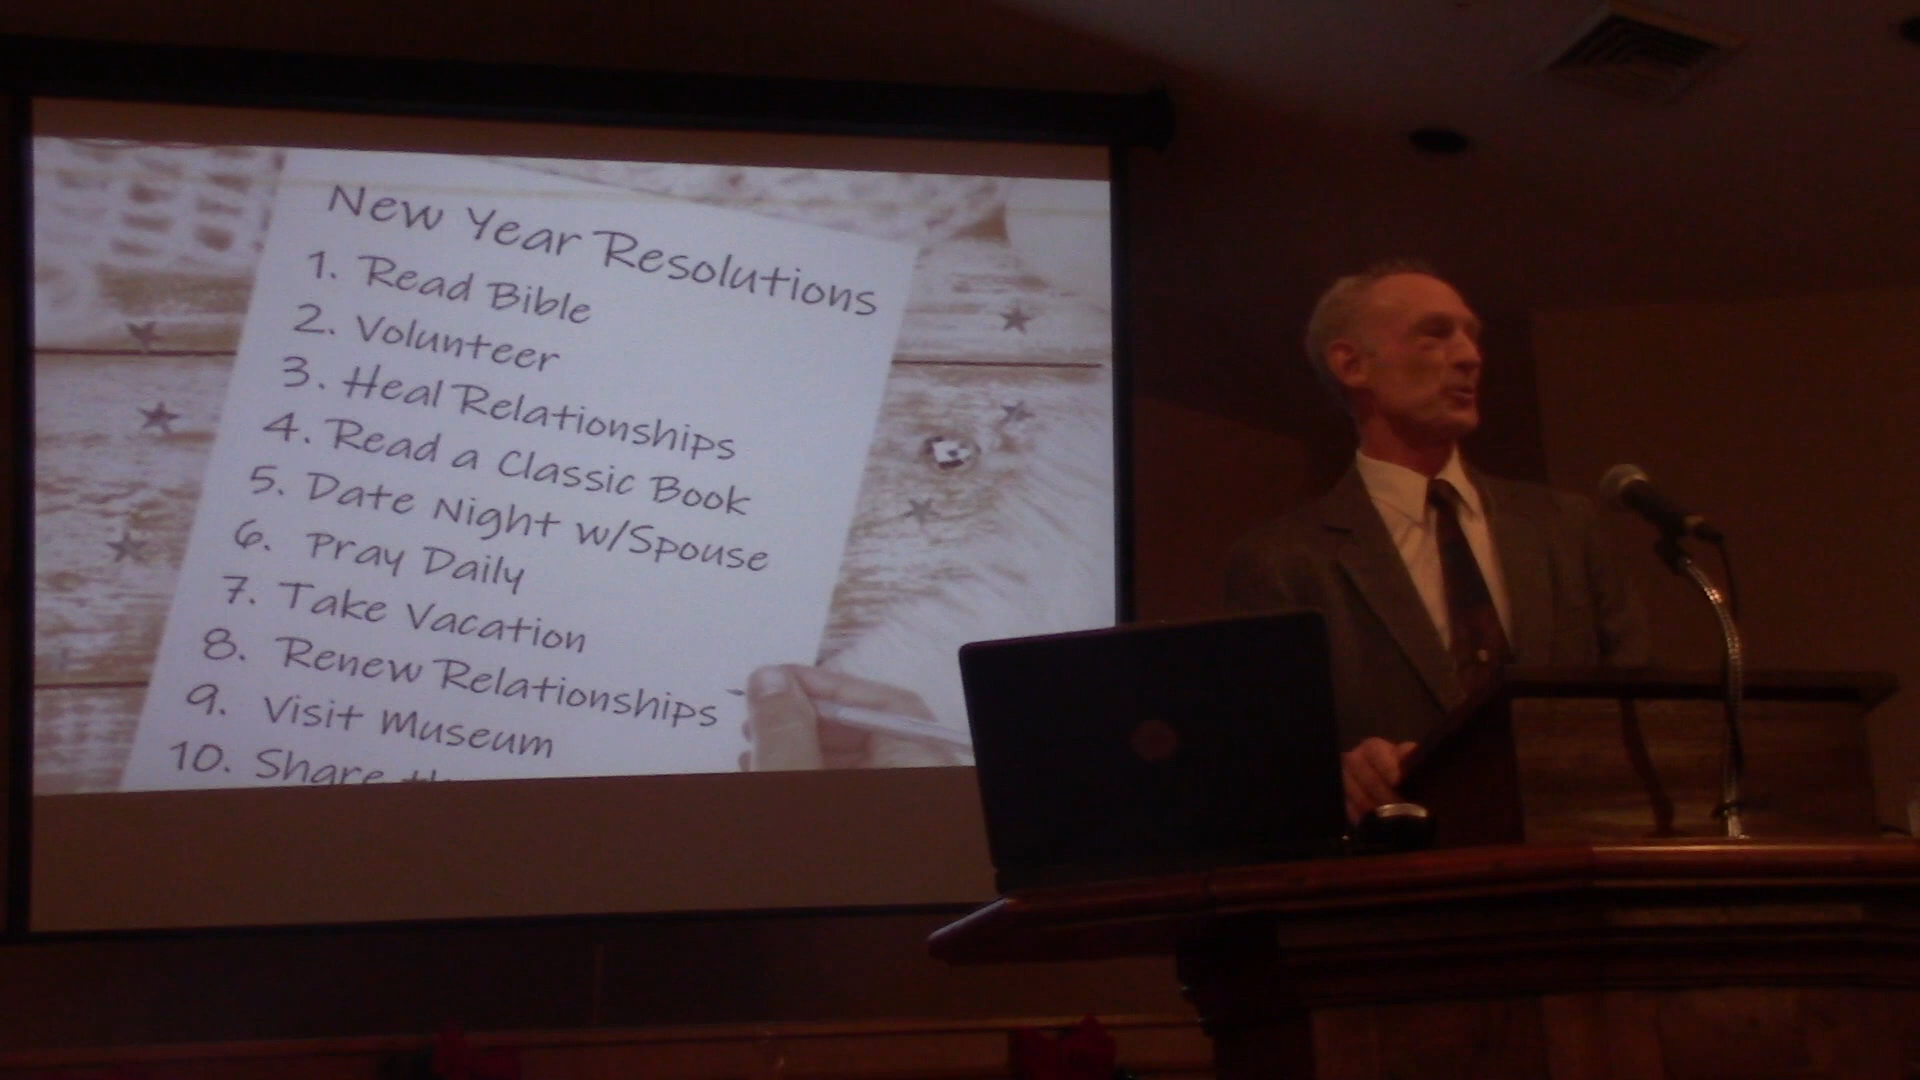 New Year Resolutions
1. Read Bible
2. Volunteer
3. Heal Relationships
4. Read a Classic Book
5. Date Night w/Spouse
6. Pray Daily
7. Take Vacation
8. Renew Relationships
9. Visit Museum
10. Share